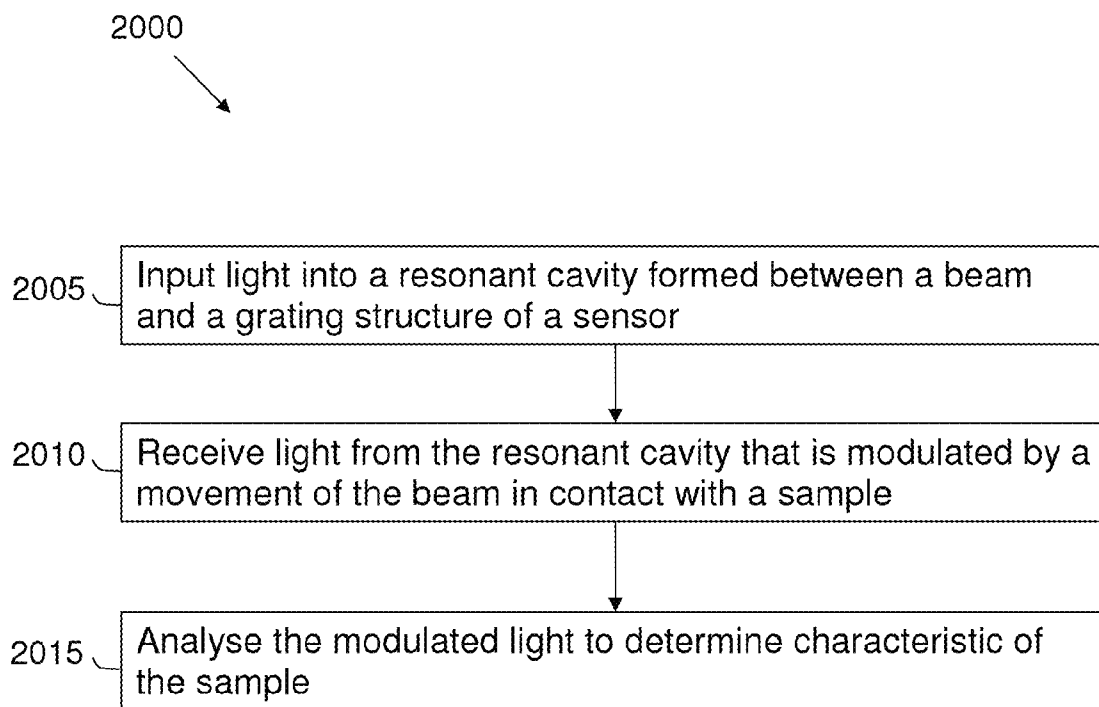 2000
2005
Input light into a resonant cavity formed between a beam
and a grating structure of a sensor
2010
Receive light from the resonant cavity that is modulated by a
movement of the beam in contact with a sample
2015
Analyse the modulated light to determine characteristic of
the sample